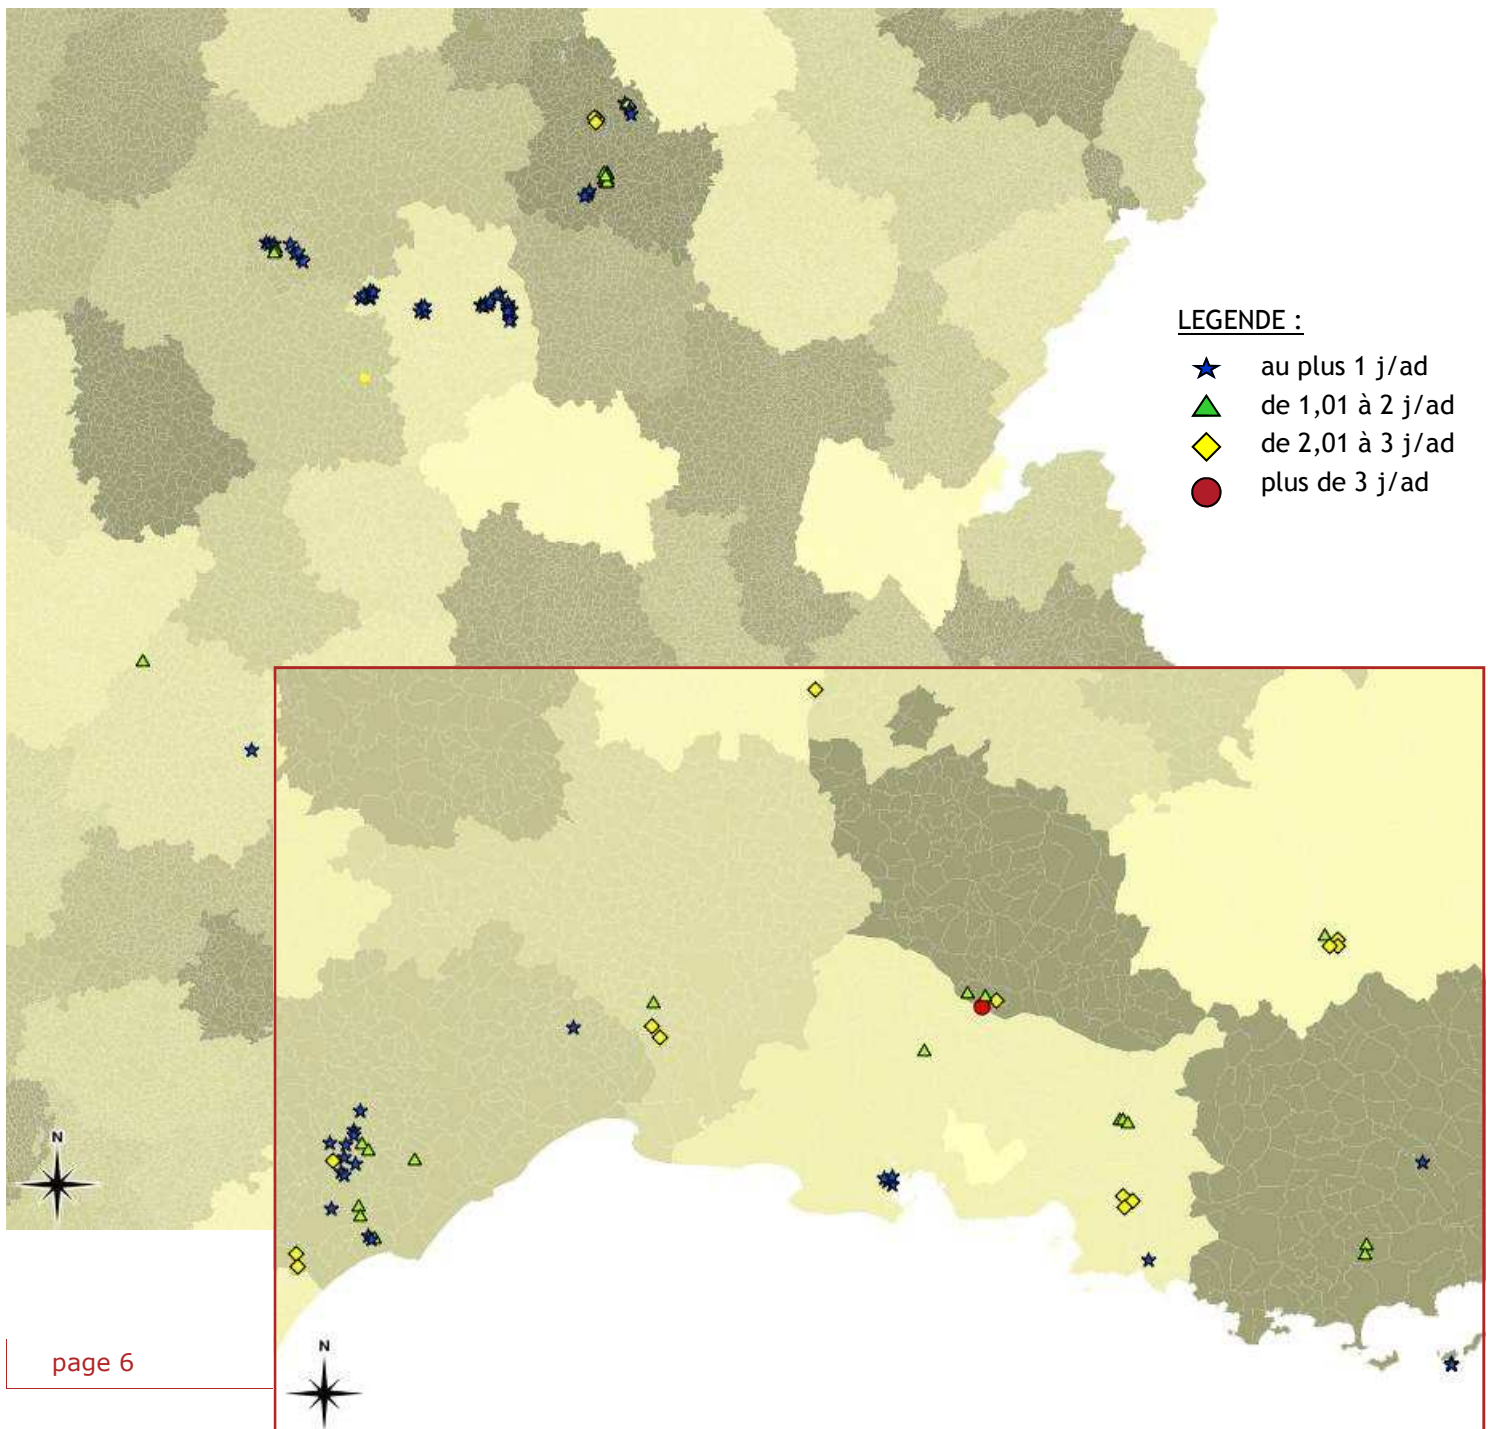 LEGENDE :
au plus 1 j/ad
de 1,01 à 2 j/ad
de 2,01 à 3 j/ad
plus de 3 j/ad
N
N
page 6